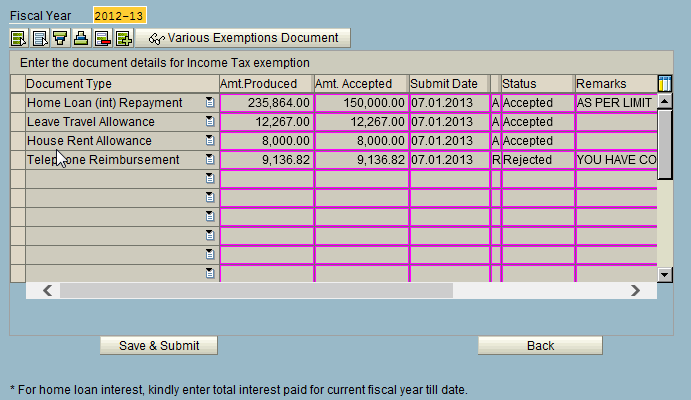 Fiscal Year 2012-13
Various Exemptions Document
Enter the document details for Income Tax exemption
Document Type Amt.Produced Amt. Accepted Submit Date Status Remarks
Home Loan (int) Repayment 235,864.00 150,000.00 07.01.2013 A Accepted AS PER LIMIT
Leave Travel Allowance 12,267.00 12,267.00 07.01.2013 A Accepted
House Rent Allowance 8,000.00 8,000.00 07.01.2013 A Accepted
Telephone Reimbursement 9,136.82 9,136.82 07.01.2013 R Rejected YOU HAVE CO
Save & Submit Back
* For home loan interest, kindly enter total interest paid for current fiscal year till date.